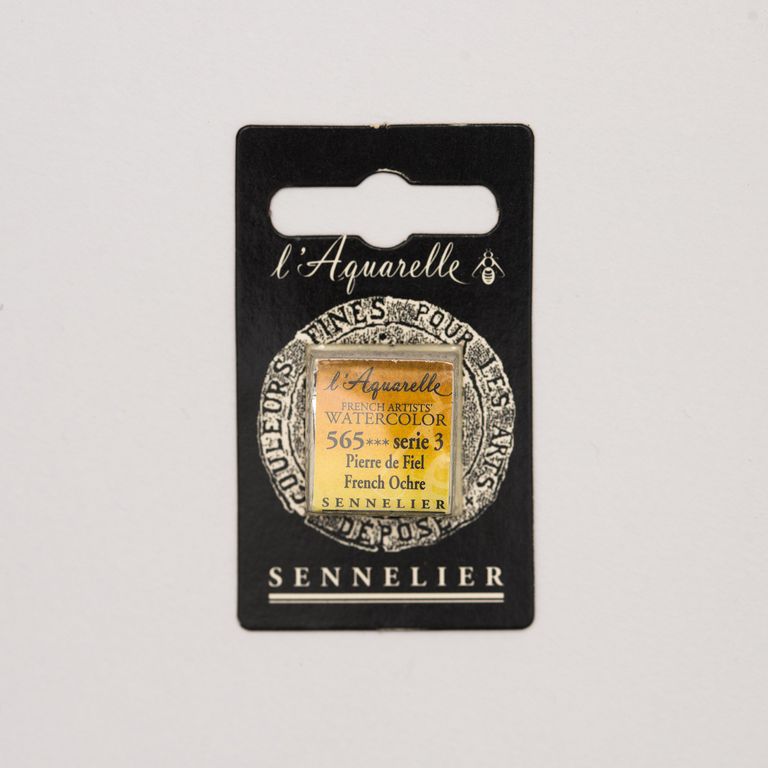 l'Aquarelle
COULEURS FINES POUR LES ARTS
DÉPOSÉ
l'Aquarelle
FRENCH ARTISTS'
WATERCOLOR
565*** serie 3
Pierre de Fiel
French Ochre
SENNELIER
SENNELIER